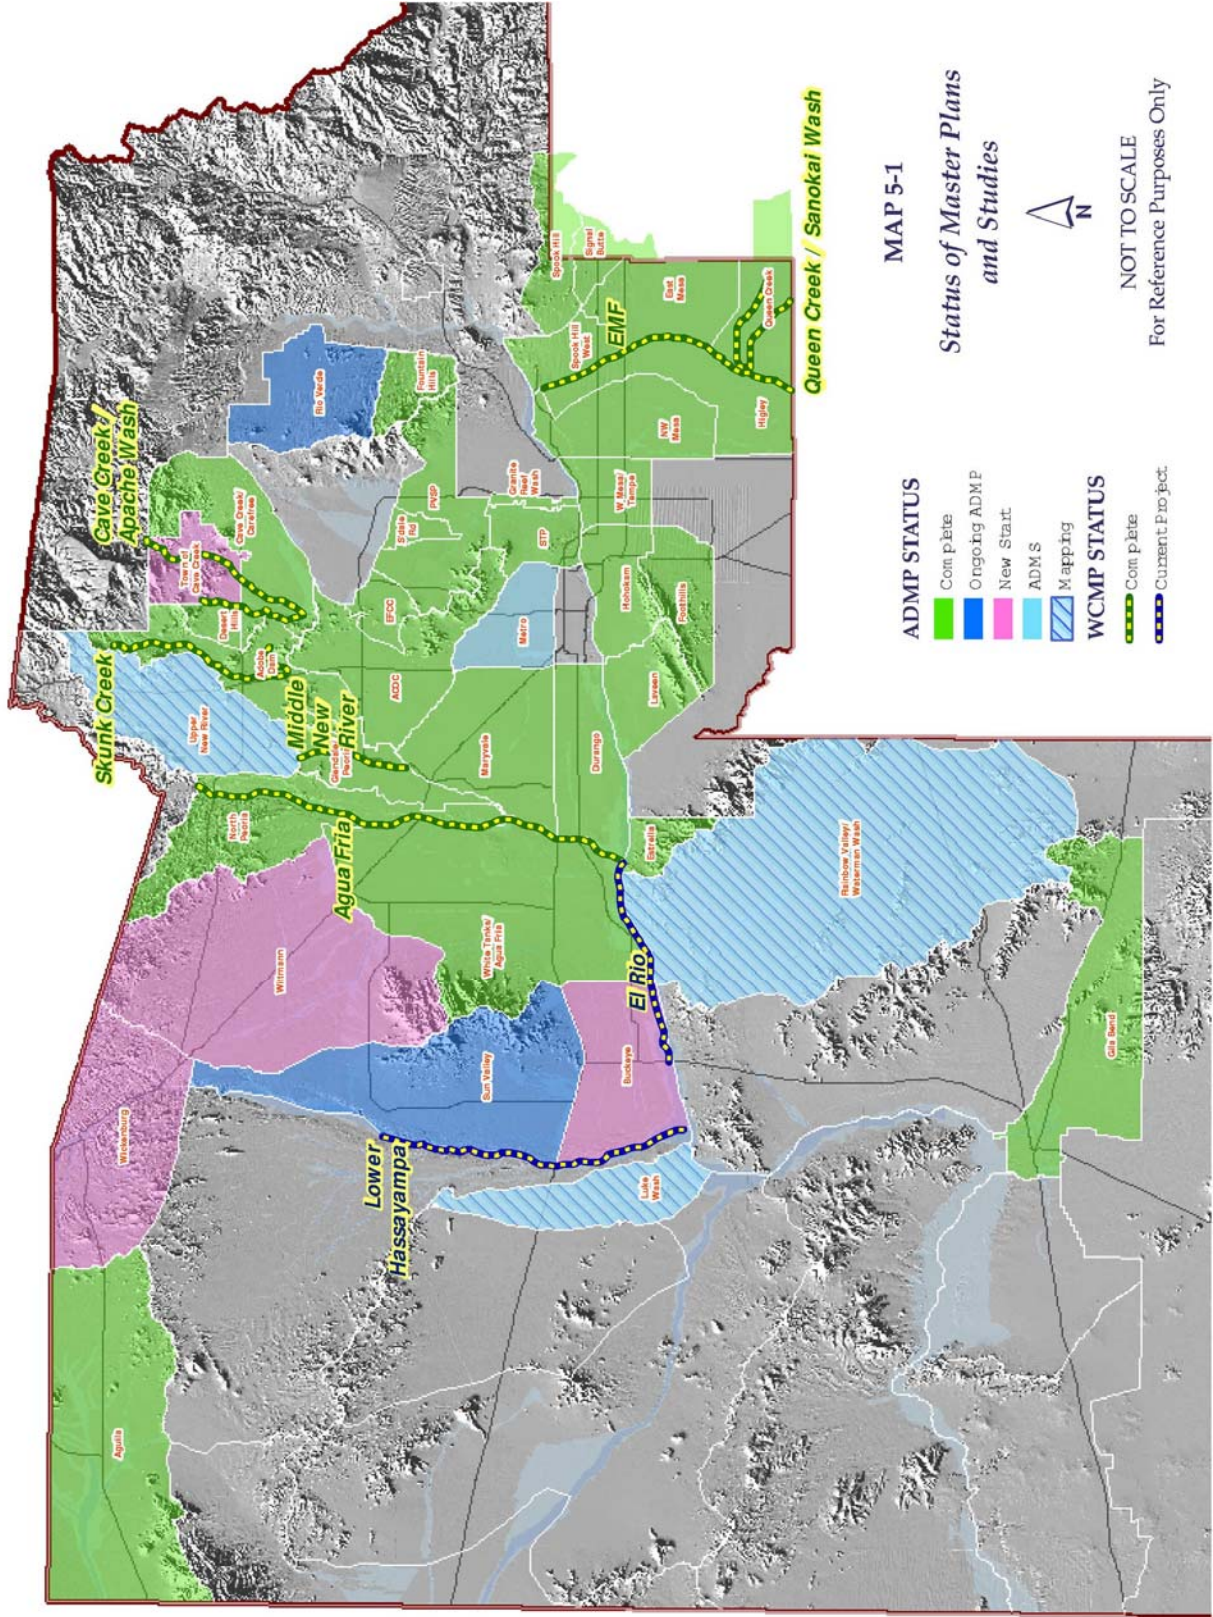 MAP 5-1
Status of Master Plans
and Studies
N
NOT TO SCALE
For Reference Purposes Only
ADMP STATUS
Complete
Ongoing ADMP
New Start
ADMS
Mapping
WCMP STATUS
Complete
Current Project
Cave Creek /
Apache Wash
Skunk Creek
Middle
New
River
Agua Fria
Lower
Hassayampa
El Rio
EMF
Queen Creek / Sanokai Wash
Aguila
Wickenburg
Wittmann
North
Peoria
Upper
New River
Adobe
Dam
Desert
Hills
Town of
Cave Creek
Cave Creek/
Carefree
Rio Verde
Fountain
Hills
Glendale/
Peoria
ACDC
EFCC
S'dale
Rd
PVSP
Granite
Reef
Wash
STP
Metro
Maryvale
Durango
White Tanks/
Agua Fria
Sun Valley
Buckeye
Luke
Wash
Estrella
Rainbow Valley/
Waterman Wash
Gila Bend
Laveen
Hohokam
Foothills
W Mesa/
Tempe
NW
Mesa
Higley
Spook Hill
West
Spook Hill
Signal
Butte
East
Mesa
Queen Creek